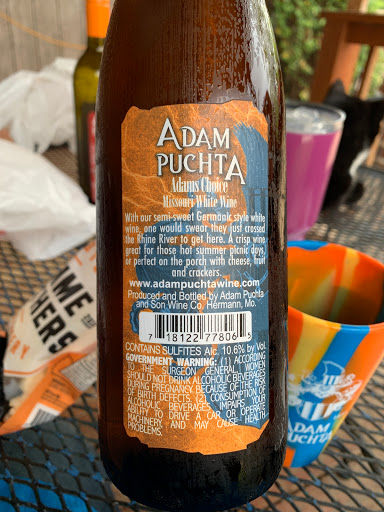 ADAM
PUCHTA
Adams Choice
Missouri White Wine
With our semi-sweet Germanic style white
wine, one would swear they just crossed
the Rhine River to get here. A crisp wine
great for those hot summer picnic days,
or perfect on the porch with cheese, fruit
and crackers.
www.adampuchtawine.com
Produced and Bottled by Adam Puchta
and Son Wine Co. Hermann, Mo.
7 18122 77806 5
CONTAINS SULFITES Alc. 10.6% by Vol.
GOVERNMENT WARNING: (1) ACCORDING
TO THE SURGEON GENERAL, WOMEN
SHOULD NOT DRINK ALCOHOLIC BEVERAGES
DURING PREGNANCY BECAUSE OF THE RISK
OF BIRTH DEFECTS. (2) CONSUMPTION OF
ALCOHOLIC BEVERAGES IMPAIRS YOUR
ABILITY TO DRIVE A CAR OR OPERATE
MACHINERY, AND MAY CAUSE HEALTH
PROBLEMS.
ADAM
PUCHTA